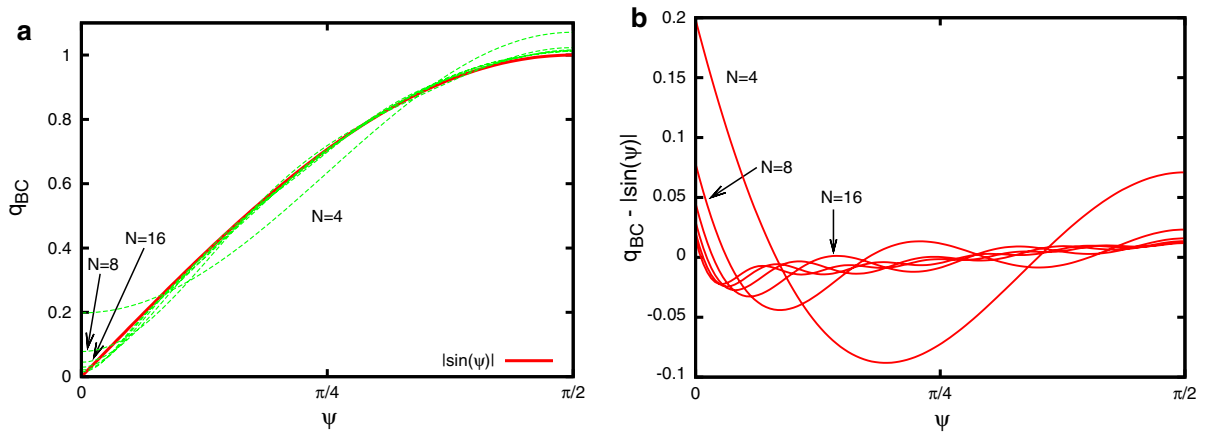 a
1
0.8
0.6
0.4
0.2
0
q_BC
N=4
N=16
N=8
|sin(ψ)|
0
π/4
π/2
ψ
b
0.2
0.15
0.1
0.05
0
-0.05
-0.1
q_BC - |sin(ψ)|
N=4
N=8
N=16
0
π/4
π/2
ψ